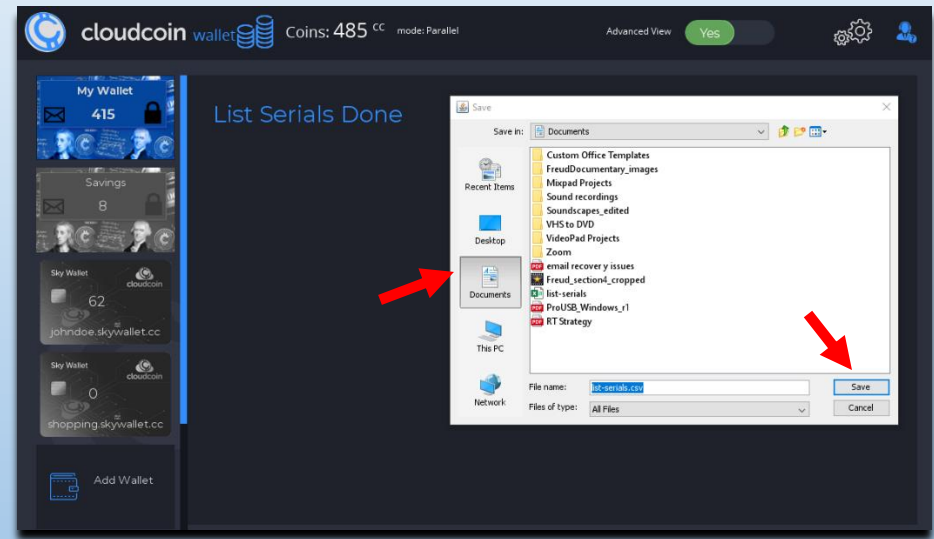 cloudcoin wallet
Coins: 485 cc
mode: Parallel
Advanced View
Yes
My Wallet
415
Savings
8
Sky Wallet
cloudcoin
62
johndoe.skywallet.cc
Sky Wallet
cloudcoin
0
shopping.skywallet.cc
Add Wallet
List Serials Done
Save
Save in:
Documents
Recent Items
Desktop
Documents
This PC
Network
Custom Office Templates
FreudDocumentary_images
Mixpad Projects
Sound recordings
Soundscapes_edited
VHS to DVD
VideoPad Projects
Zoom
email recover y issues
Freud_section4_cropped
list-serials
ProUSB_Windows_r1
RT Strategy
File name:
list-serials.csv
Save
Files of type:
All Files
Cancel